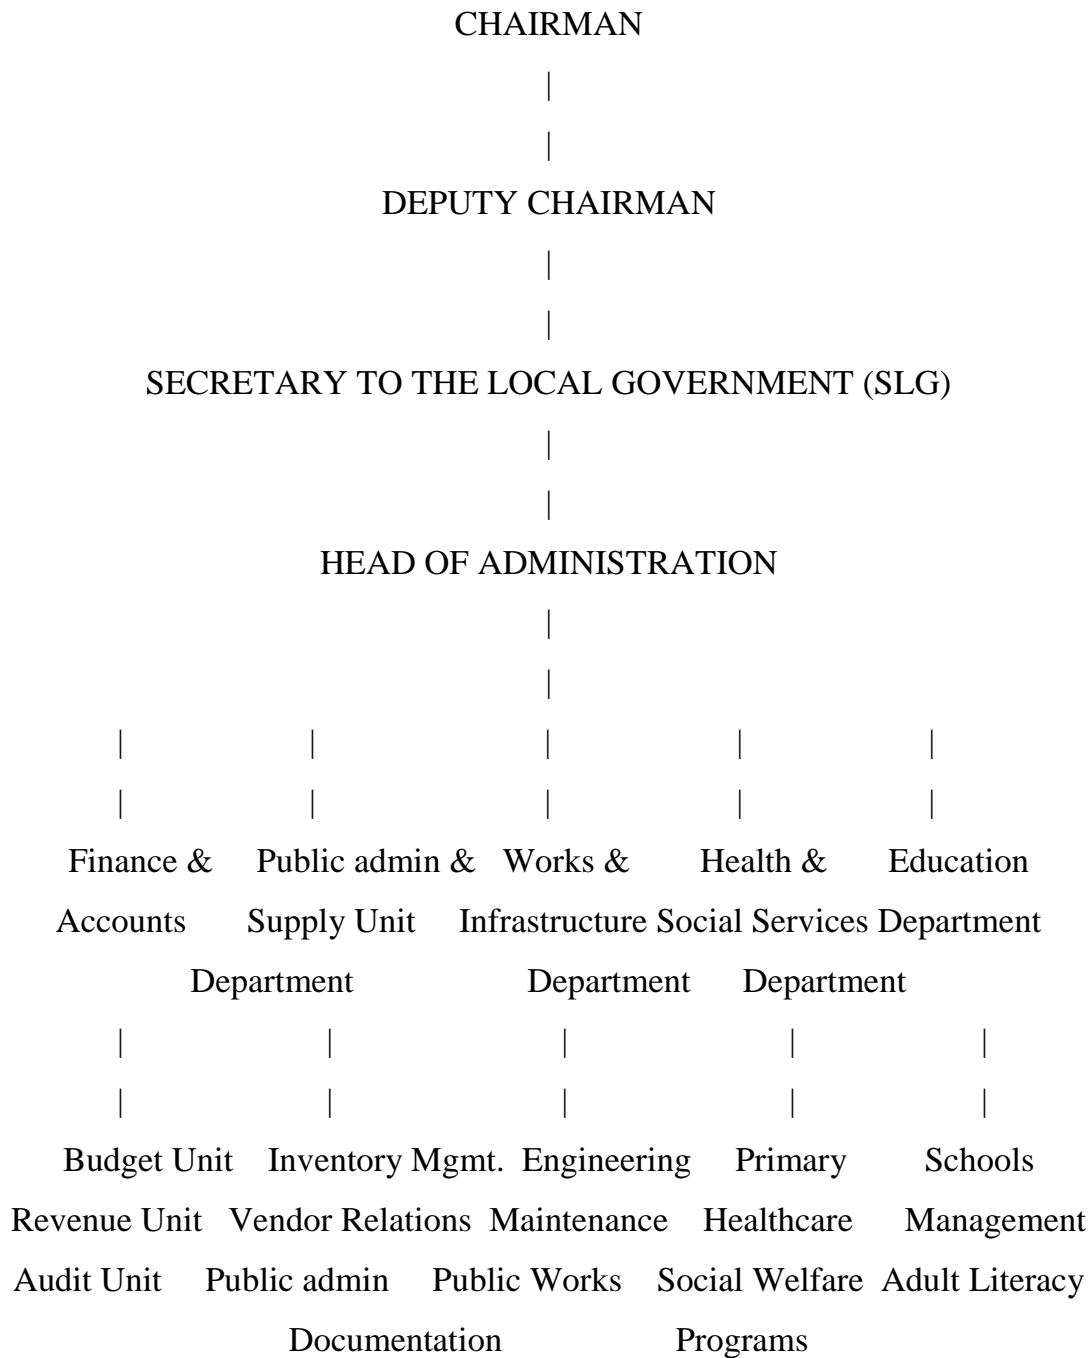 CHAIRMAN
|
|
DEPUTY CHAIRMAN
|
|
SECRETARY TO THE LOCAL GOVERNMENT (SLG)
|
|
HEAD OF ADMINISTRATION
|
|
| | | | |
| | | | |
Finance & Public admin & Works & Health & Education
Accounts Supply Unit Infrastructure Social Services Department
Department Department Department
| | | | |
| | | | |
Budget Unit Inventory Mgmt. Engineering Primary Schools
Revenue Unit Vendor Relations Maintenance Healthcare Management
Audit Unit Public admin Public Works Social Welfare Adult Literacy
Documentation Programs